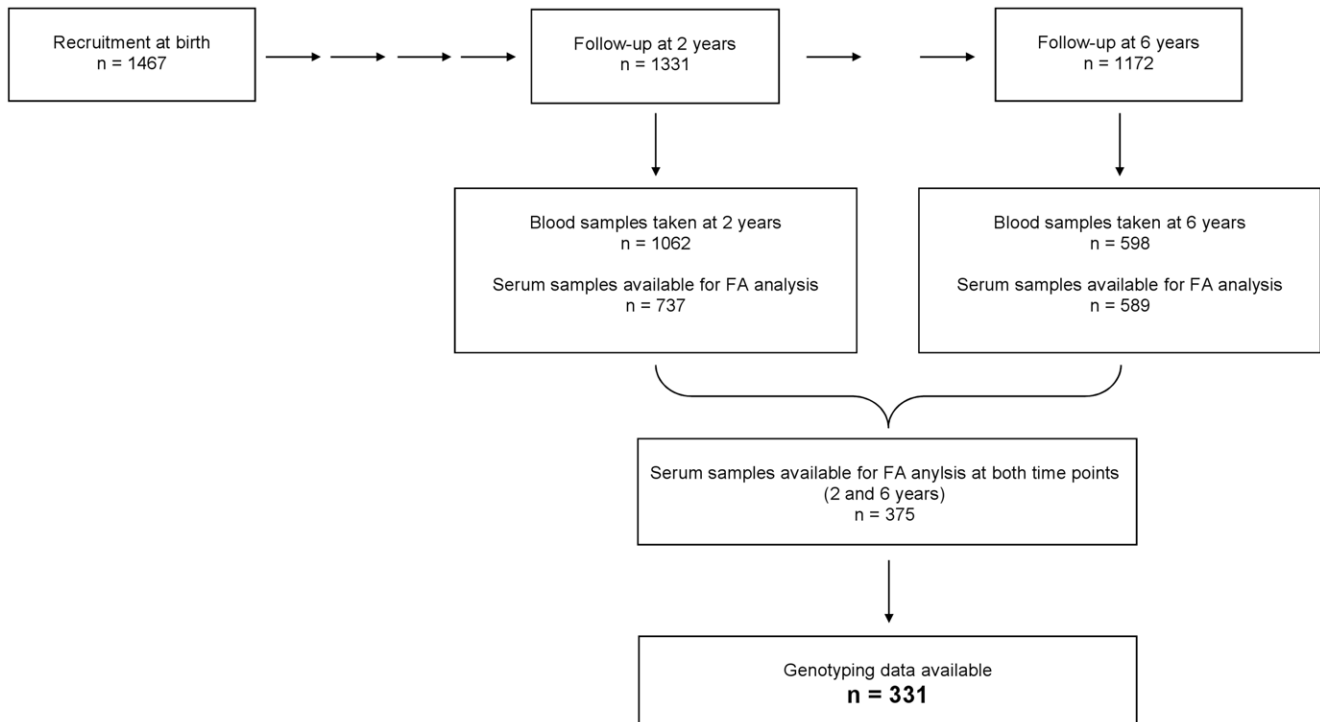 Recruitment at birth
n = 1467
Follow-up at 2 years
n = 1331
Follow-up at 6 years
n = 1172
Blood samples taken at 2 years
n = 1062
Serum samples available for FA analysis
n = 737
Blood samples taken at 6 years
n = 598
Serum samples available for FA analysis
n = 589
Serum samples available for FA anylsis at both time points
(2 and 6 years)
n = 375
Genotyping data available
n = 331